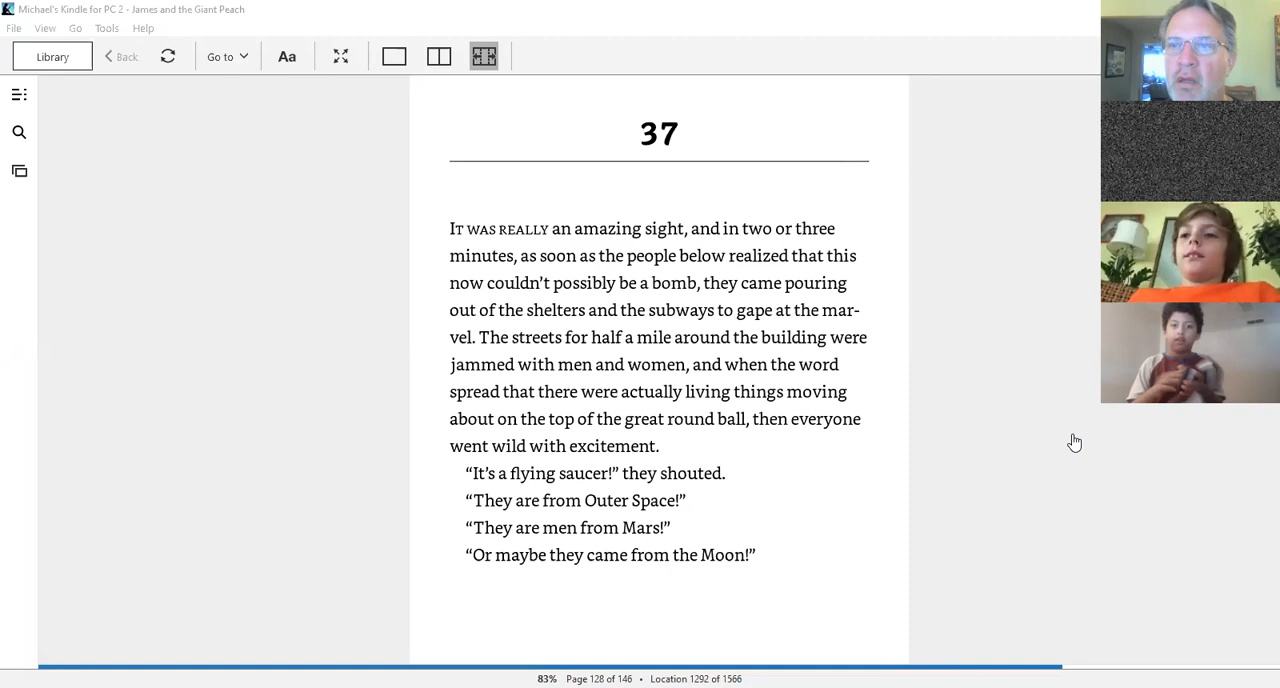 Michael's Kindle for PC 2 - James and the Giant Peach
File View Go Tools Help
Library Back Go to Aa
37
IT WAS REALLY an amazing sight, and in two or three
minutes, as soon as the people below realized that this
now couldn't possibly be a bomb, they came pouring
out of the shelters and the subways to gape at the mar-
vel. The streets for half a mile around the building were
jammed with men and women, and when the word
spread that there were actually living things moving
about on the top of the great round ball, then everyone
went wild with excitement.
“It's a flying saucer!” they shouted.
“They are from Outer Space!”
“They are men from Mars!”
“Or maybe they came from the Moon!”
83% Page 128 of 146 • Location 1292 of 1566